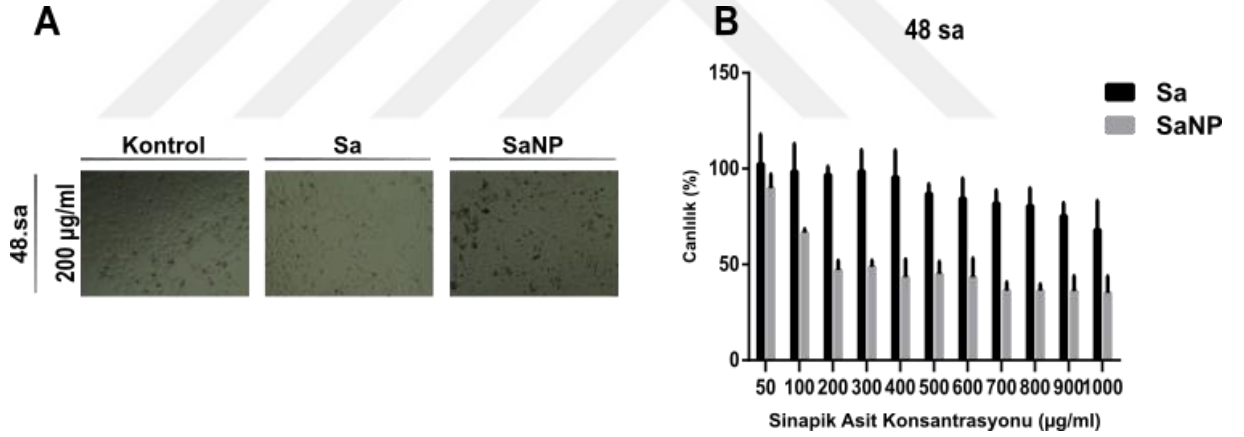 A
Kontrol
Sa
SaNP
48.sa
200 µg/ml
B
48 sa
150
100
50
0
Canlılık (%)
Sa
SaNP
50 100 200 300 400 500 600 700 800 900 1000
Sinapik Asit Konsantrasyonu (µg/ml)